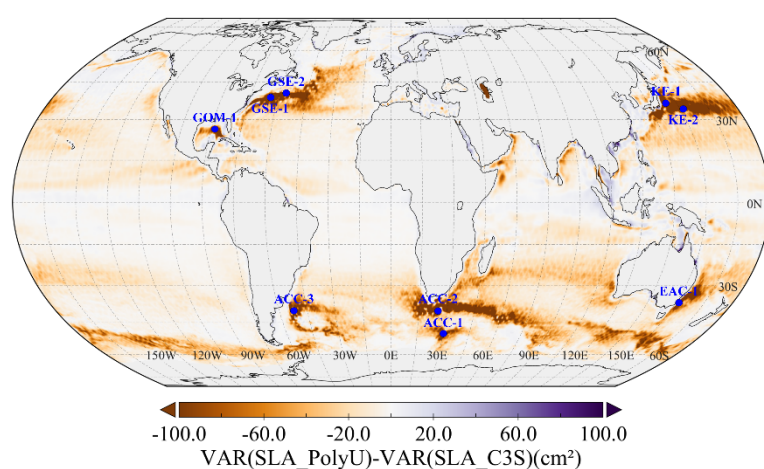 60N
GSE-2
KE-1
GSE-1
KE-2
GOM-1
30N
0N
30S
EAC-1
ACC-3
ACC-2
ACC-1
150W 120W 90W 60W 30W 0E 30E 60E 90E 120E 150E 60S
-100.0 -60.0 -20.0 20.0 60.0 100.0
VAR(SLA_PolyU)-VAR(SLA_C3S)(cm²)